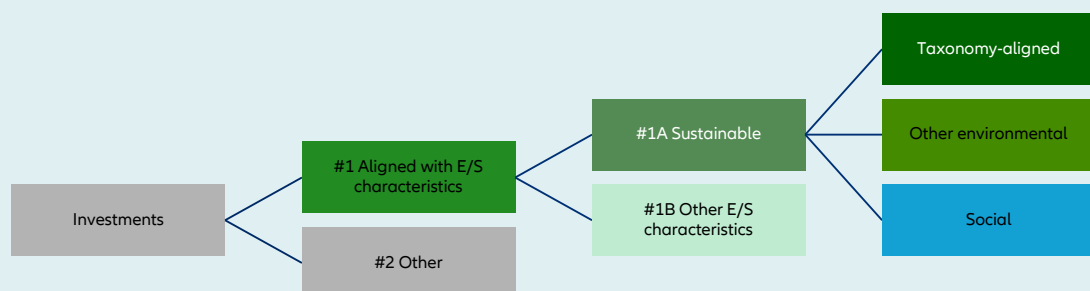 Taxonomy-aligned
#1A Sustainable
Other environmental
#1 Aligned with E/S
characteristics
Investments
#1B Other E/S
characteristics
Social
#2 Other